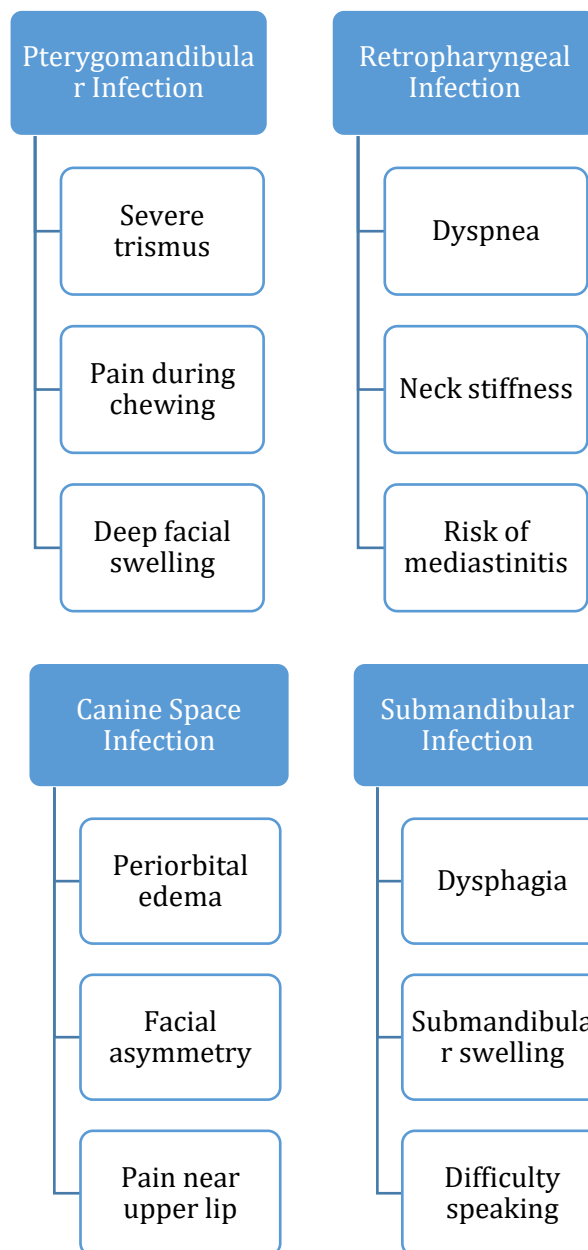 Pterygomandibula
r Infection
Severe
trismus
Pain during
chewing
Deep facial
swelling
Retropharyngeal
Infection
Dyspnea
Neck stiffness
Risk of
mediastinitis
Canine Space
Infection
Periorbital
edema
Facial
asymmetry
Pain near
upper lip
Submandibular
Infection
Dysphagia
Submandibula
r swelling
Difficulty
speaking